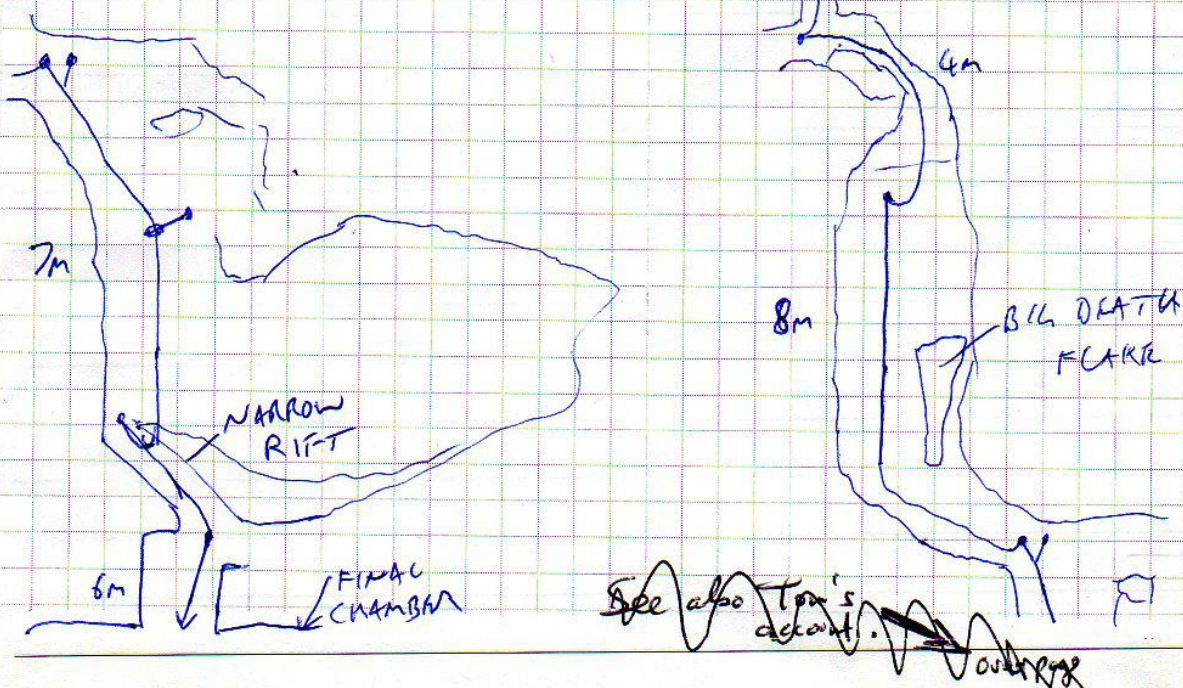 4m
7m
8m
BIG DEATH
FLAKE
NARROW
RIFT
6m
FINAL
CHAMBER
See also Tom's
account.